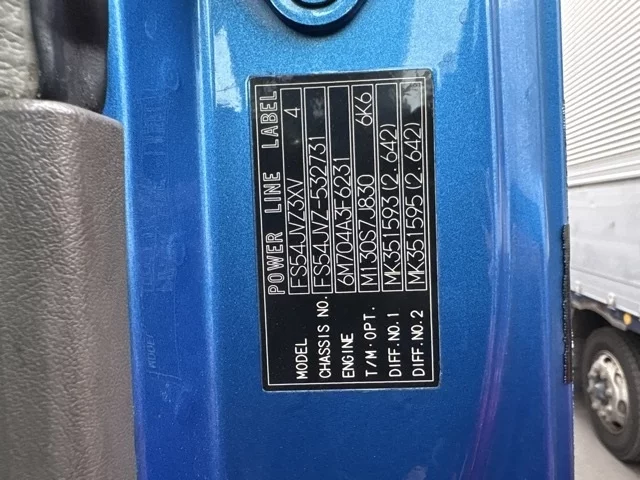 POWER LINE LABEL
MODEL FS54JVZ3XV 4
CHASSIS NO. FS54JVZ-532731
ENGINE 6M704A3F6231
T/M·OPT. M130S7J830 6K6
DIFF.NO.1 MK351593(2.642)
DIFF.NO.2 MK351595(2.642)